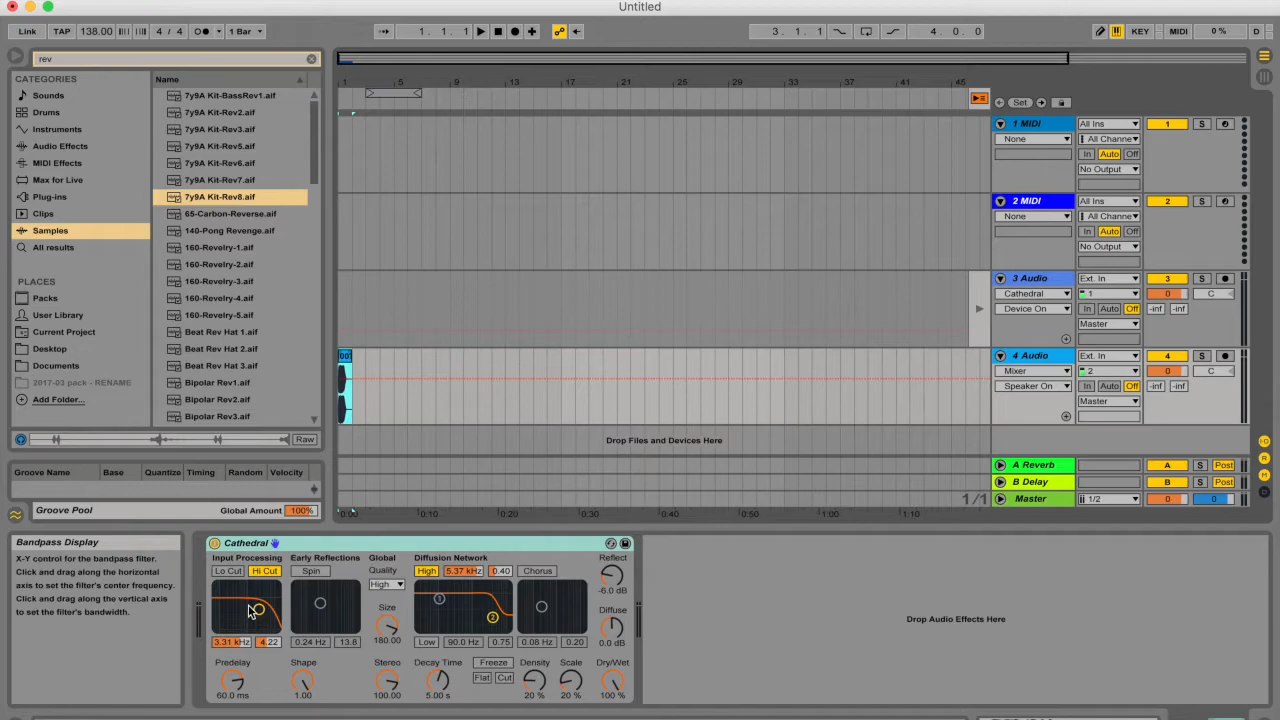 Untitled
Link TAP 138.00 4 / 4 1 Bar 1. 1. 1 3. 1. 1 4. 0. 0 KEY MIDI 0 % D
rev
CATEGORIES
Sounds
Drums
Instruments
Audio Effects
MIDI Effects
Max for Live
Plug-ins
Clips
Samples
All results
PLACES
Packs
User Library
Current Project
Desktop
Documents
2017-03 pack - RENAME
Add Folder...
Name
7y9A Kit-BassRev1.aif
7y9A Kit-Rev2.aif
7y9A Kit-Rev3.aif
7y9A Kit-Rev5.aif
7y9A Kit-Rev6.aif
7y9A Kit-Rev7.aif
7y9A Kit-Rev8.aif
65-Carbon-Reverse.aif
140-Pong Revenge.aif
160-Revelry-1.aif
160-Revelry-2.aif
160-Revelry-3.aif
160-Revelry-4.aif
160-Revelry-5.aif
Beat Rev Hat 1.aif
Beat Rev Hat 2.aif
Beat Rev Hat 3.aif
Bipolar Rev1.aif
Bipolar Rev2.aif
Bipolar Rev3.aif
Raw
Groove Name Base Quantize Timing Random Velocity
Groove Pool Global Amount 100%
1 5 9 13 17 21 25 29 33 37 41 45
Set
1 MIDI All Ins 1 S
None All Channe
In Auto Off
No Output
2 MIDI All Ins 2 S
None All Channe
In Auto Off
No Output
3 Audio Ext. In 3 S
Cathedral 1 0 C
Device On In Auto Off -inf -inf
Master
4 Audio Ext. In 4 S
Mixer 2 0 C
Speaker On In Auto Off -inf -inf
Master
Drop Files and Devices Here
A Reverb A S Post
B Delay B S Post
Master 1/2 0 0
1/1
0:00 0:10 0:20 0:30 0:40 0:50 1:00 1:10
Bandpass Display
X-Y control for the bandpass filter.
Click and drag along the horizontal
axis to set the filter's center frequency.
Click and drag along the vertical axis
to set the filter's bandwidth.
Cathedral
Input Processing Early Reflections Global Diffusion Network Reflect
Lo Cut Hi Cut Spin Quality High 5.37 kHz 0.40 Chorus
High
-6.0 dB
Size
180.00
Diffuse
0.0 dB
3.31 kHz 4.22 0.24 Hz 13.8 Low 90.0 Hz 0.75 0.08 Hz 0.20
Predelay Shape Stereo Decay Time Freeze Density Scale Dry/Wet
Flat Cut
60.0 ms 1.00 100.00 5.00 s 20 % 20 % 100 %
Drop Audio Effects Here